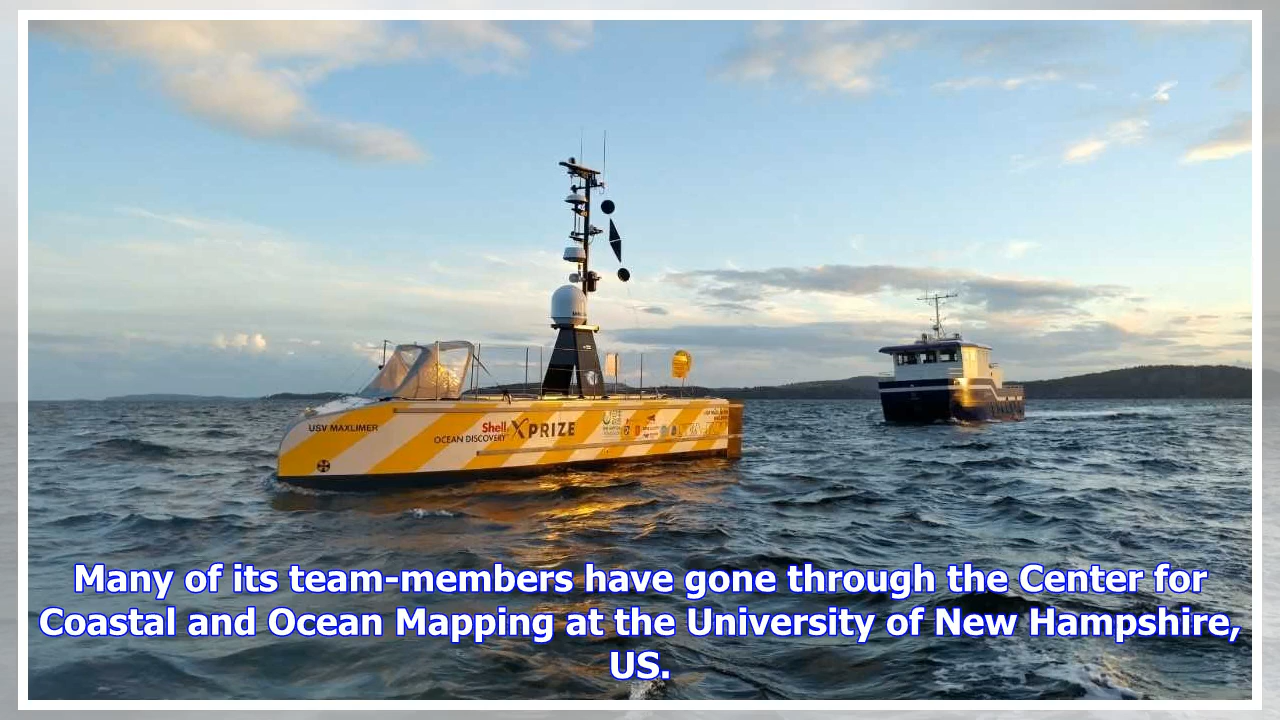 USV MAXLIMER
Shell
OCEAN DISCOVERY XPRIZE
Many of its team-members have gone through the Center for
Coastal and Ocean Mapping at the University of New Hampshire,
US.